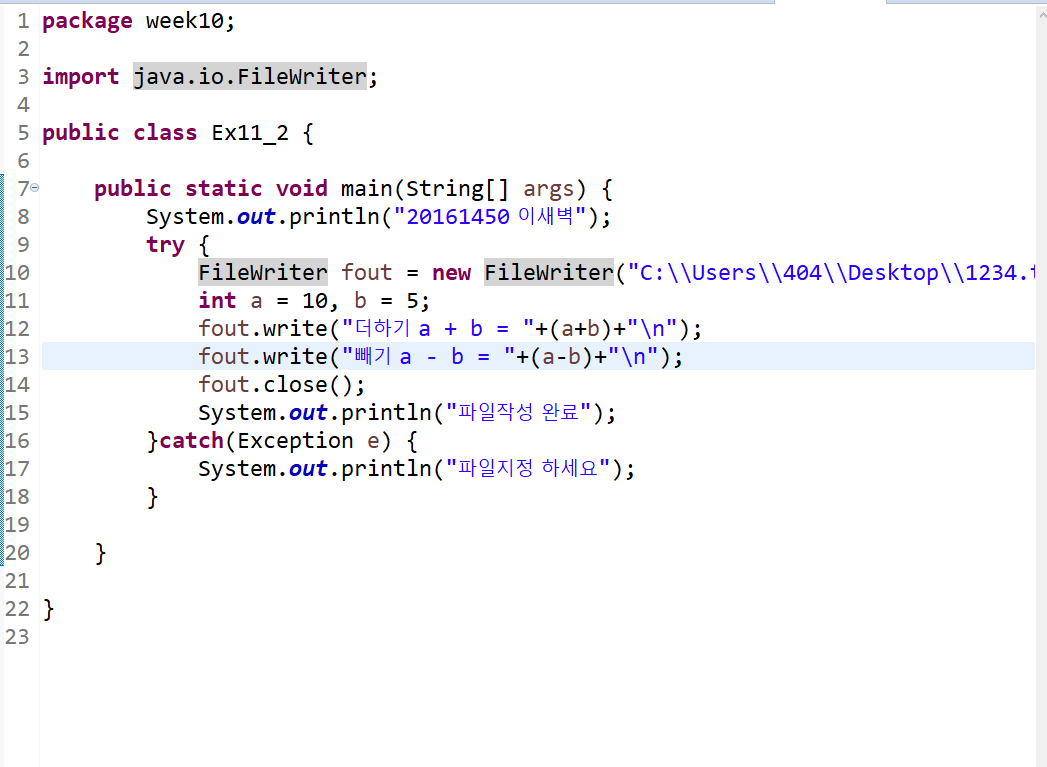 1 package week10;
2
3 import java.io.FileWriter;
4
5 public class Ex11_2 {
6
7 public static void main(String[] args) {
8 System.out.println("20161450 이새벽");
9 try {
10 FileWriter fout = new FileWriter("C:\\Users\\404\\Desktop\\1234.t
11 int a = 10, b = 5;
12 fout.write("더하기 a + b = "+(a+b)+"\n");
13 fout.write("빼기 a - b = "+(a-b)+"\n");
14 fout.close();
15 System.out.println("파일작성 완료");
16 }catch(Exception e) {
17 System.out.println("파일지정 하세요");
18 }
19
20 }
21
22 }
23